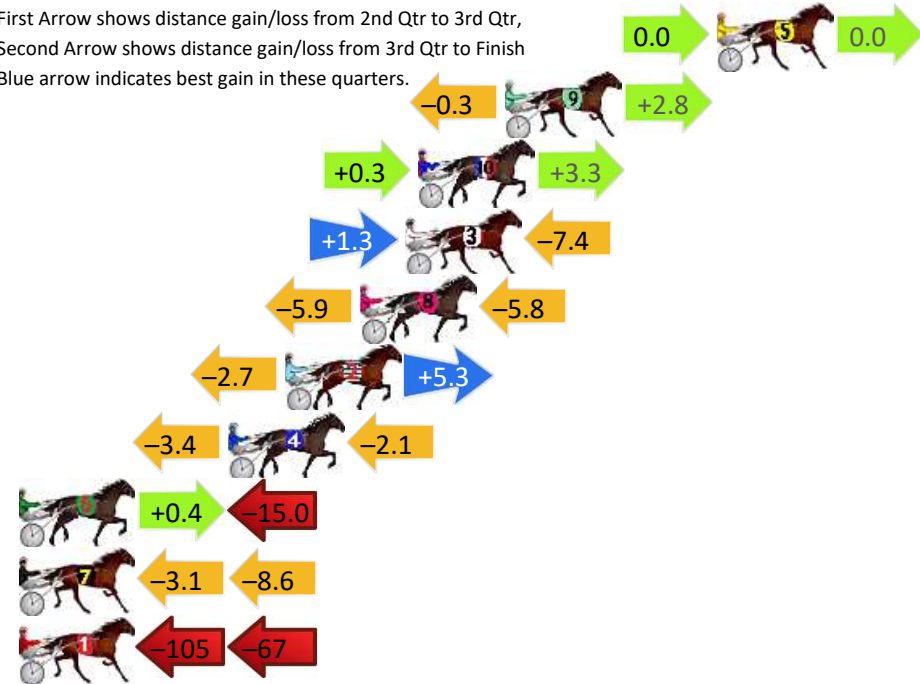 First Arrow shows distance gain/loss from 2nd Qtr to 3rd Qtr,
Second Arrow shows distance gain/loss from 3rd Qtr to Finish
Blue arrow indicates best gain in these quarters.
0.0 5 0.0
–0.3 9 +2.8
+0.3 10 +3.3
+1.3 3 –7.4
–5.9 8 –5.8
–2.7 2 +5.3
–3.4 4 –2.1
6 +0.4 –15.0
7 –3.1 –8.6
1 –105 –67